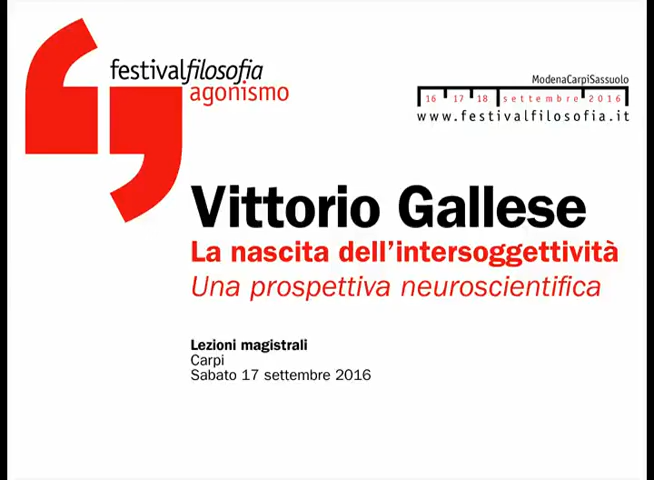 festivalfilosofia
agonismo
ModenaCarpiSassuolo
16 17 18 settembre 2016
www.festivalfilosofia.it
Vittorio Gallese
La nascita dell'intersoggettività
Una prospettiva neuroscientifica
Lezioni magistrali
Carpi
Sabato 17 settembre 2016